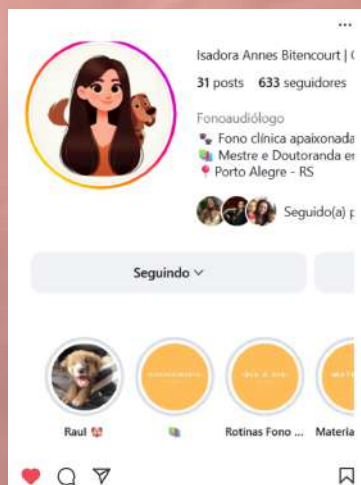 Isadora Annes Bitencourt |
31 posts 633 seguidores
Fonoaudiólogo
Fono clínica apaixonada
Mestre e Doutoranda
Porto Alegre - RS
Seguido(a)
Seguindo
Raul
Rotinas Fono ...
Materia